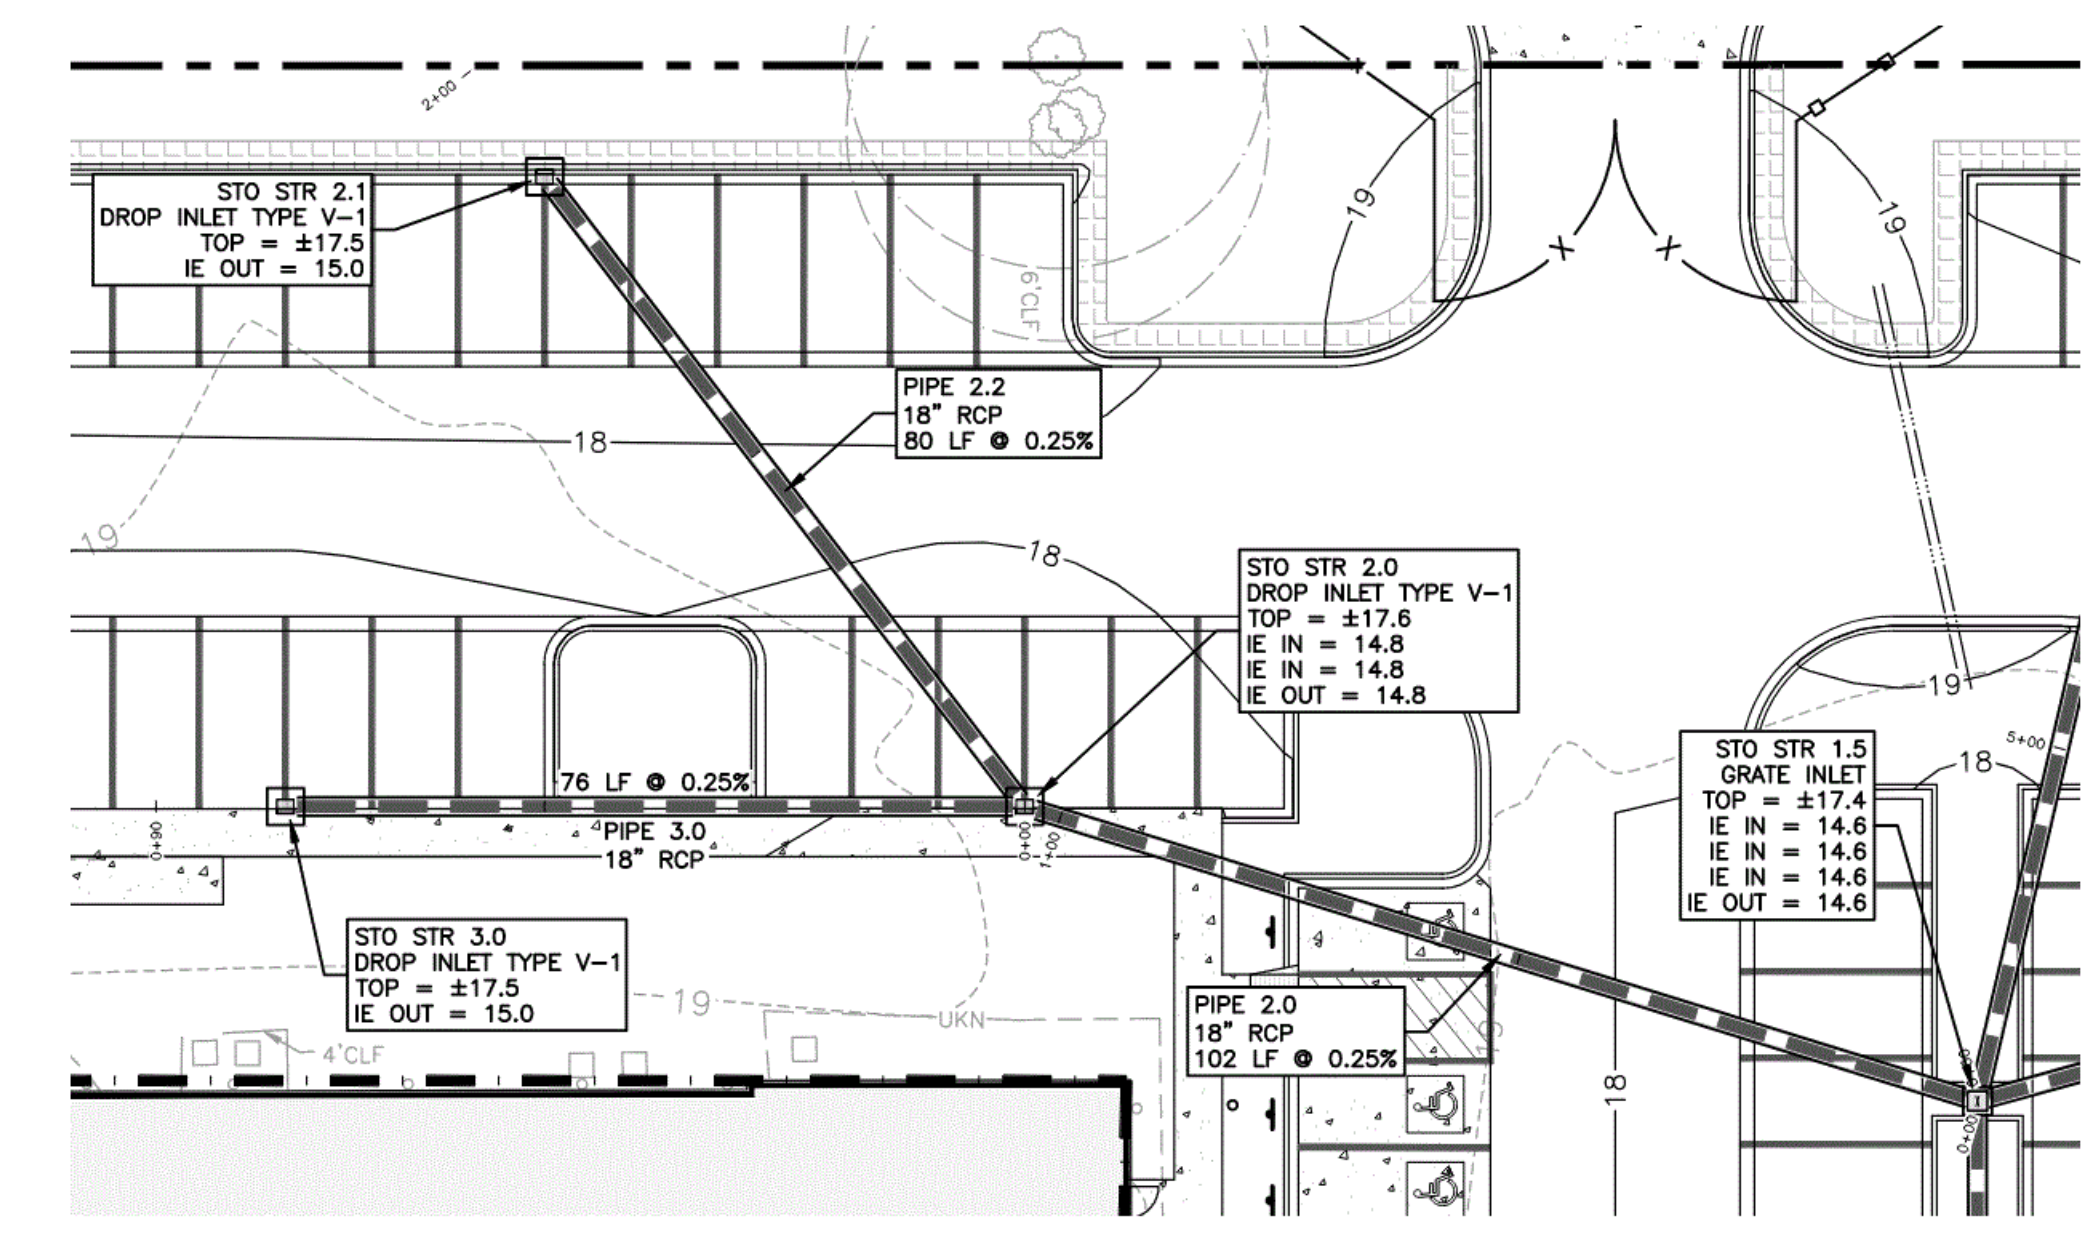 2+00
STO STR 2.1
DROP INLET TYPE V-1
TOP = ±17.5
IE OUT = 15.0
19
19
X
X
6'CLF
PIPE 2.2
18" RCP
80 LF @ 0.25%
18
19
18
STO STR 2.0
DROP INLET TYPE V-1
TOP = ±17.6
IE IN = 14.8
IE IN = 14.8
IE OUT = 14.8
19
5+00
18
STO STR 1.5
GRATE INLET
TOP = ±17.4
IE IN = 14.6
IE IN = 14.6
IE IN = 14.6
IE OUT = 14.6
76 LF @ 0.25%
PIPE 3.0
18" RCP
0+90
0+00
1+00
STO STR 3.0
DROP INLET TYPE V-1
TOP = ±17.5
IE OUT = 15.0
19
UKN
4'CLF
PIPE 2.0
18" RCP
102 LF @ 0.25%
19
18
0+00